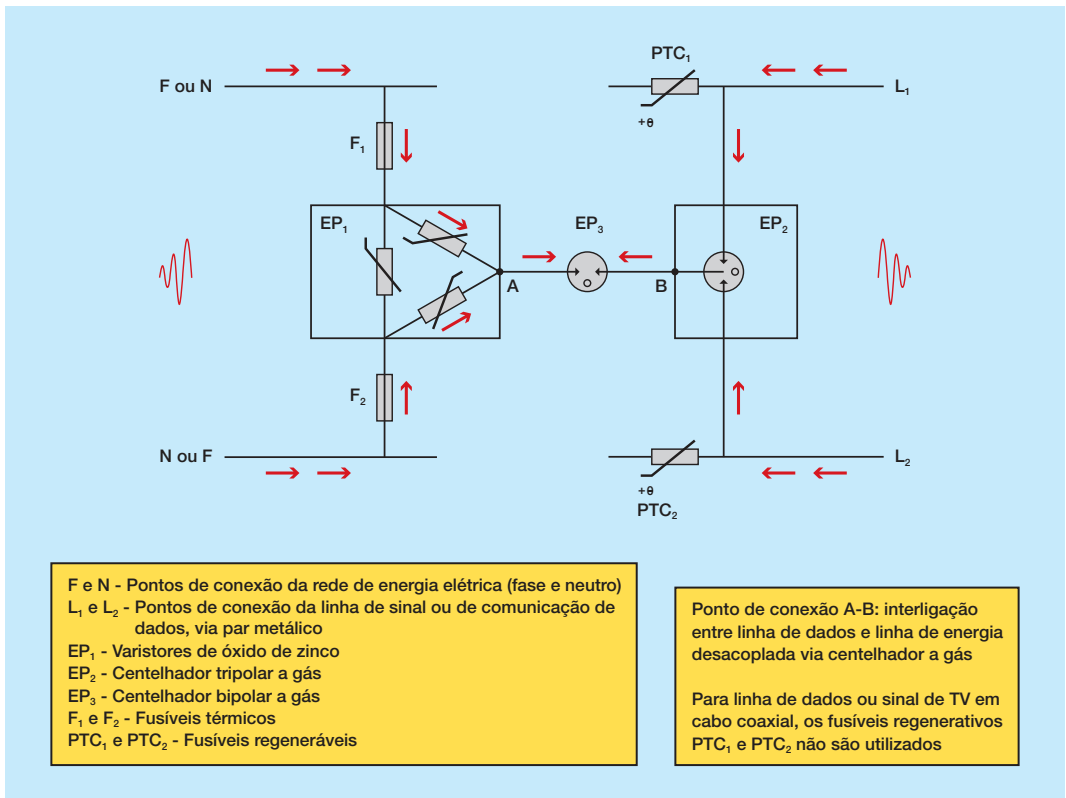 PTC₁
F ou N
L₁
+θ
F₁
EP₁
EP₃
EP₂
A
B
F₂
N ou F
L₂
+θ
PTC₂
F e N - Pontos de conexão da rede de energia elétrica (fase e neutro)
L₁ e L₂ - Pontos de conexão da linha de sinal ou de comunicação de
dados, via par metálico
EP₁ - Varistores de óxido de zinco
EP₂ - Centelhador tripolar a gás
EP₃ - Centelhador bipolar a gás
F₁ e F₂ - Fusíveis térmicos
PTC₁ e PTC₂ - Fusíveis regeneráveis
Ponto de conexão A-B: interligação
entre linha de dados e linha de energia
desacoplada via centelhador a gás
Para linha de dados ou sinal de TV em
cabo coaxial, os fusíveis regenerativos
PTC₁ e PTC₂ não são utilizados